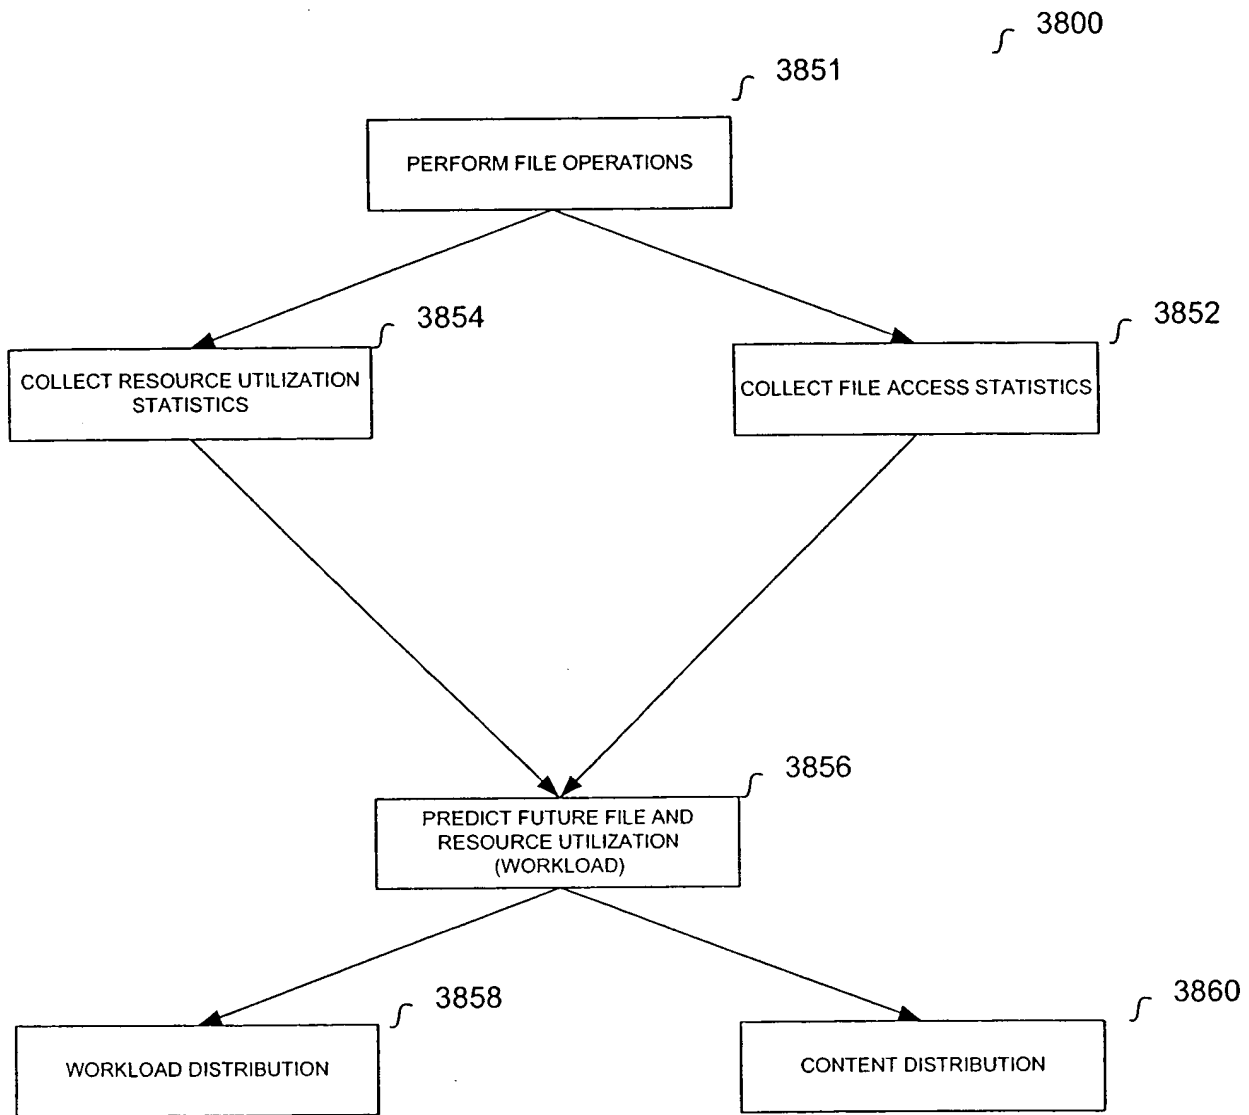 3800
3851
PERFORM FILE OPERATIONS
3854
3852
COLLECT RESOURCE UTILIZATION
STATISTICS
COLLECT FILE ACCESS STATISTICS
3856
PREDICT FUTURE FILE AND
RESOURCE UTILIZATION
(WORKLOAD)
3858
3860
WORKLOAD DISTRIBUTION
CONTENT DISTRIBUTION